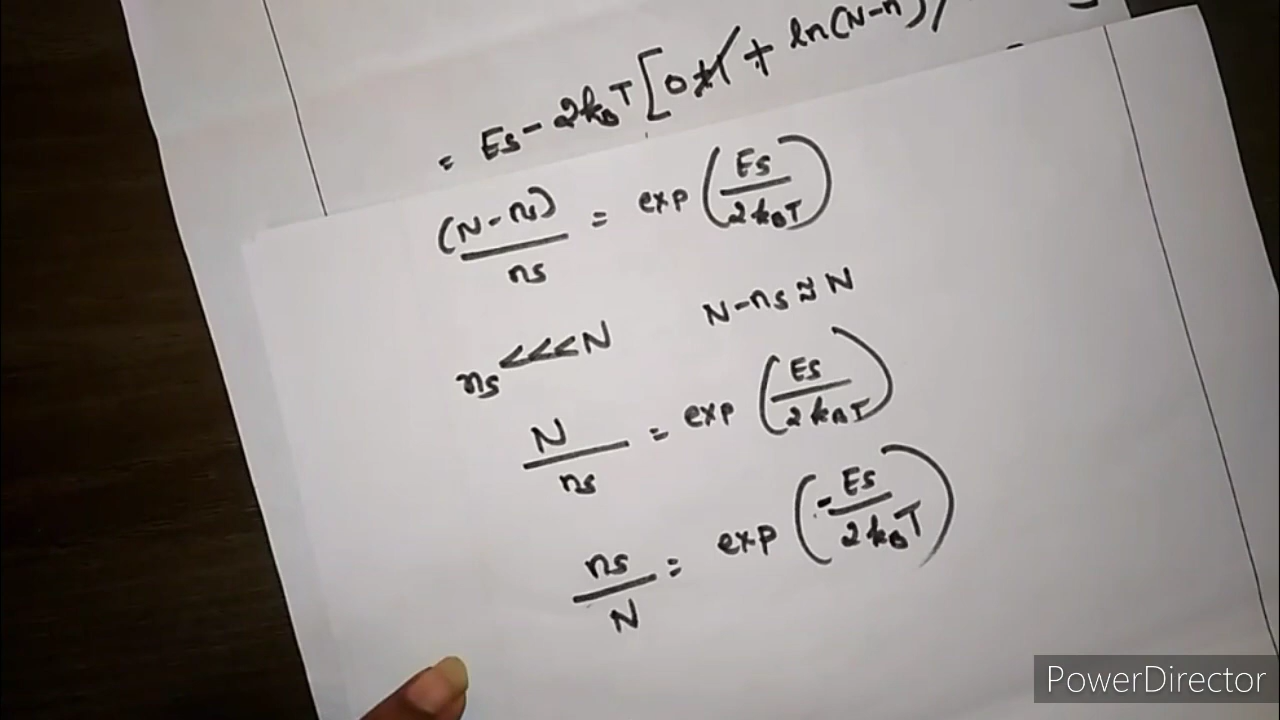 = Es - 2kBT [0 + 1 + ln(N-n)
(N-ns) / ns = exp (Es / 2kBT)
ns <<< N N-ns ≈ N
N / ns = exp (Es / 2kBT)
ns / N = exp (-Es / 2kBT)
PowerDirector